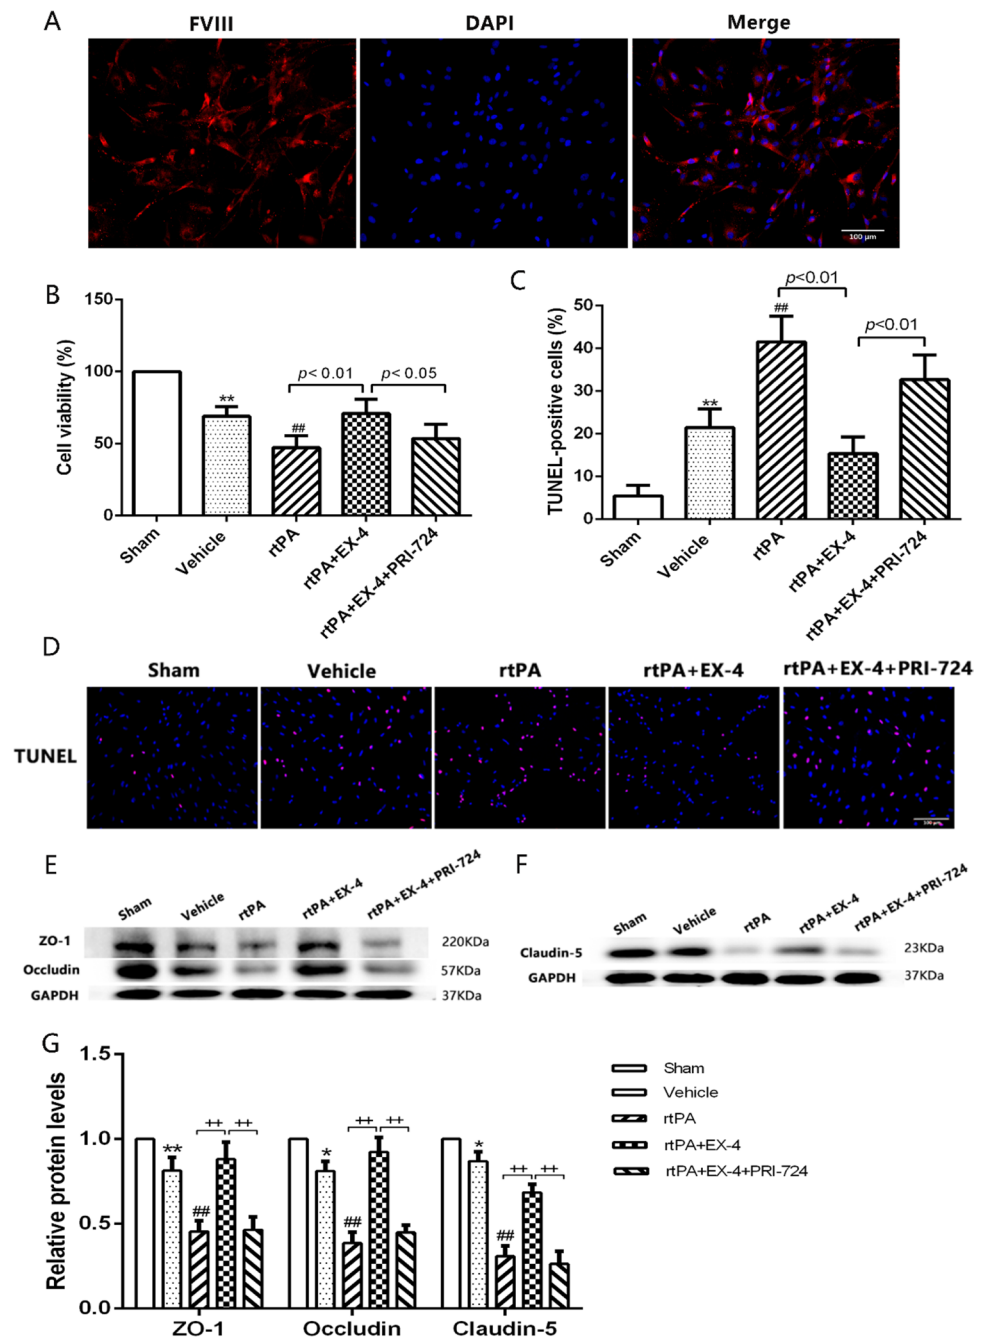 A
FVIII
DAPI
Merge
100 μm
B
Cell viability (%)
150
100
50
0
**
##
p< 0.01
p< 0.05
Sham
Vehicle
rtPA
rtPA+EX-4
rtPA+EX-4+PRI-724
C
TUNEL-positive cells (%)
50
40
30
20
10
0
**
##
p<0.01
p<0.01
Sham
Vehicle
rtPA
rtPA+EX-4
rtPA+EX-4+PRI-724
D
Sham
Vehicle
rtPA
rtPA+EX-4
rtPA+EX-4+PRI-724
TUNEL
100 μm
E
Sham
Vehicle
rtPA
rtPA+EX-4
rtPA+EX-4+PRI-724
ZO-1
220KDa
Occludin
57KDa
GAPDH
37KDa
F
Sham
Vehicle
rtPA
rtPA+EX-4
rtPA+EX-4+PRI-724
Claudin-5
23KDa
GAPDH
37KDa
G
Relative protein levels
1.5
1.0
0.5
0.0
**
##
++
++
*
##
++
++
*
##
++
++
ZO-1
Occludin
Claudin-5
Sham
Vehicle
rtPA
rtPA+EX-4
rtPA+EX-4+PRI-724